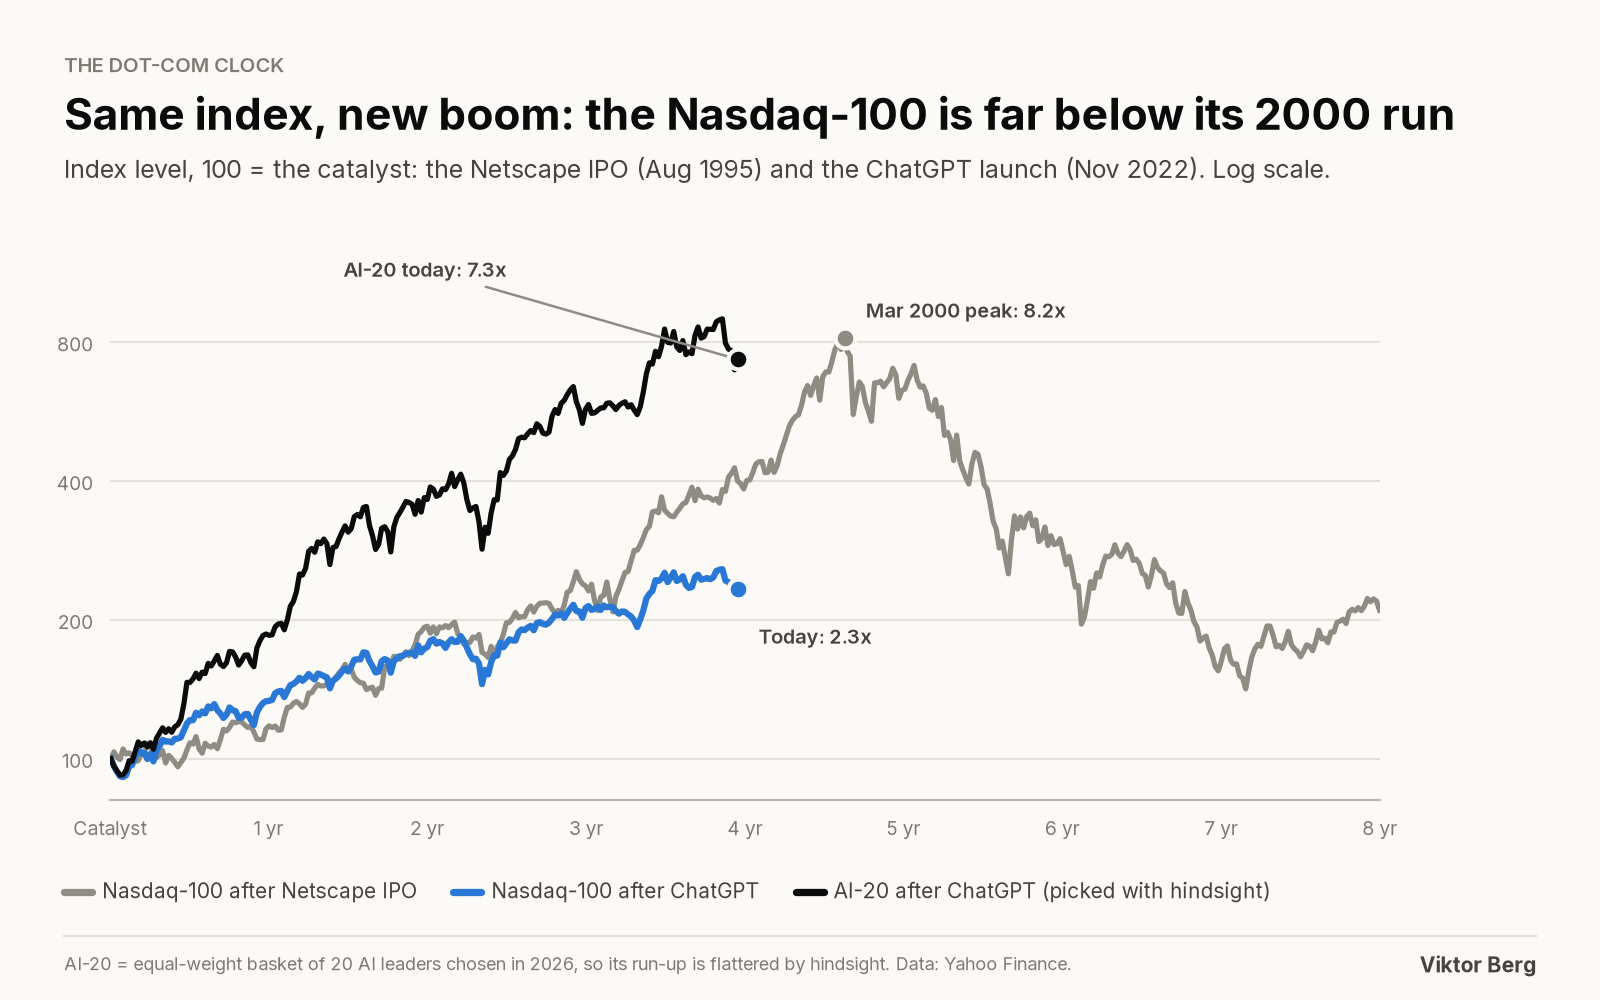 THE DOT-COM CLOCK
Same index, new boom: the Nasdaq-100 is far below its 2000 run
Index level, 100 = the catalyst: the Netscape IPO (Aug 1995) and the ChatGPT launch (Nov 2022). Log scale.
AI-20 today: 7.3x
Mar 2000 peak: 8.2x
800
400
200
Today: 2.3x
100
Catalyst 1 yr 2 yr 3 yr 4 yr 5 yr 6 yr 7 yr 8 yr
Nasdaq-100 after Netscape IPO Nasdaq-100 after ChatGPT AI-20 after ChatGPT (picked with hindsight)
AI-20 = equal-weight basket of 20 AI leaders chosen in 2026, so its run-up is flattered by hindsight. Data: Yahoo Finance.
Viktor Berg